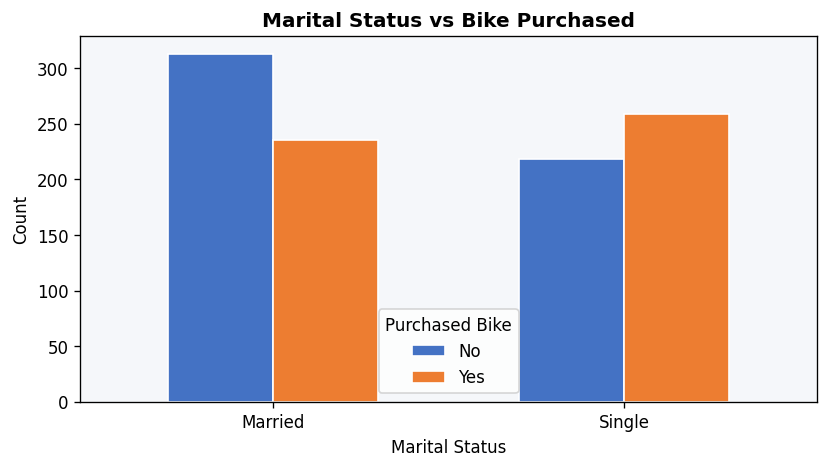 Marital Status vs Bike Purchased
300
250
200
150
100
50
0
Count
Purchased Bike
No
Yes
Married
Single
Marital Status